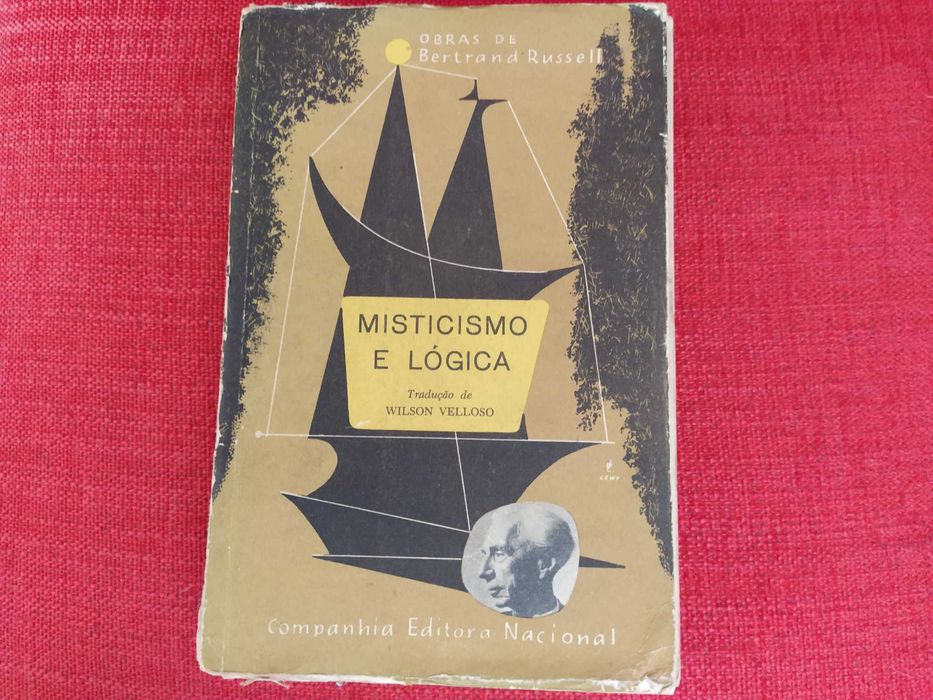 OBRAS DE
Bertrand Russell
MISTICISMO
E LÓGICA
Tradução de
WILSON VELLOSO
Companhia Editora Nacional